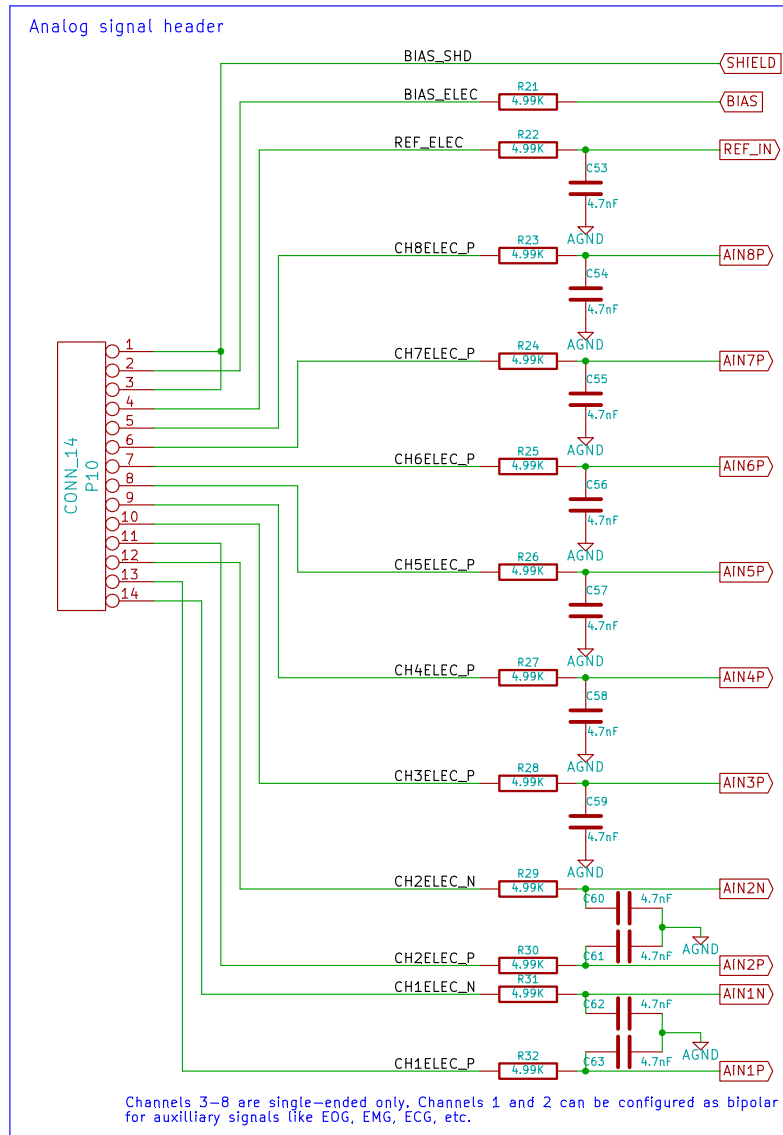 Analog signal header
BIAS_SHD
SHIELD
BIAS_ELEC
R21
4.99K
BIAS
REF_ELEC
R22
4.99K
REF_IN
C53
4.7nF
AGND
CH8ELEC_P
R23
4.99K
AIN8P
C54
4.7nF
AGND
CH7ELEC_P
R24
4.99K
AIN7P
C55
4.7nF
AGND
CH6ELEC_P
R25
4.99K
AIN6P
C56
4.7nF
AGND
CH5ELEC_P
R26
4.99K
AIN5P
C57
4.7nF
AGND
CH4ELEC_P
R27
4.99K
AIN4P
C58
4.7nF
AGND
CH3ELEC_P
R28
4.99K
AIN3P
C59
4.7nF
AGND
CH2ELEC_N
R29
4.99K
AIN2N
C60
4.7nF
AGND
C61
4.7nF
CH2ELEC_P
R30
4.99K
AIN2P
CH1ELEC_N
R31
4.99K
AIN1N
C62
4.7nF
AGND
C63
4.7nF
CH1ELEC_P
R32
4.99K
AIN1P
CONN_14
P10
1
2
3
4
5
6
7
8
9
10
11
12
13
14
Channels 3-8 are single-ended only, Channels 1 and 2 can be configured as bipolar
for auxilliary signals like EOG, EMG, ECG, etc.